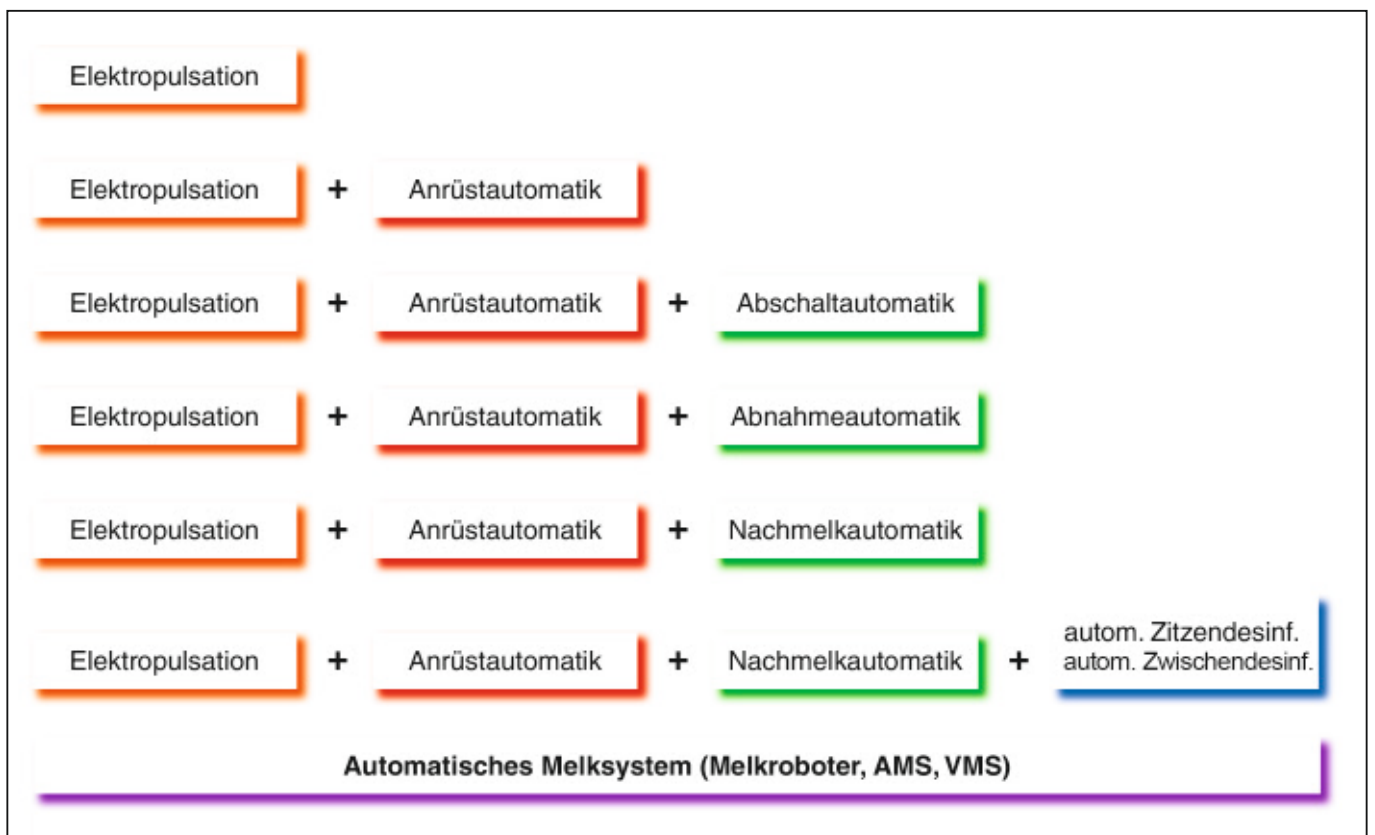 Elektropulsation
Elektropulsation + Anrüstautomatik
Elektropulsation + Anrüstautomatik + Abschaltautomatik
Elektropulsation + Anrüstautomatik + Abnahmeautomatik
Elektropulsation + Anrüstautomatik + Nachmelkautomatik
Elektropulsation + Anrüstautomatik + Nachmelkautomatik + autom. Zitzendesinf.
autom. Zwischendesinf.
Automatisches Melksystem (Melkroboter, AMS, VMS)